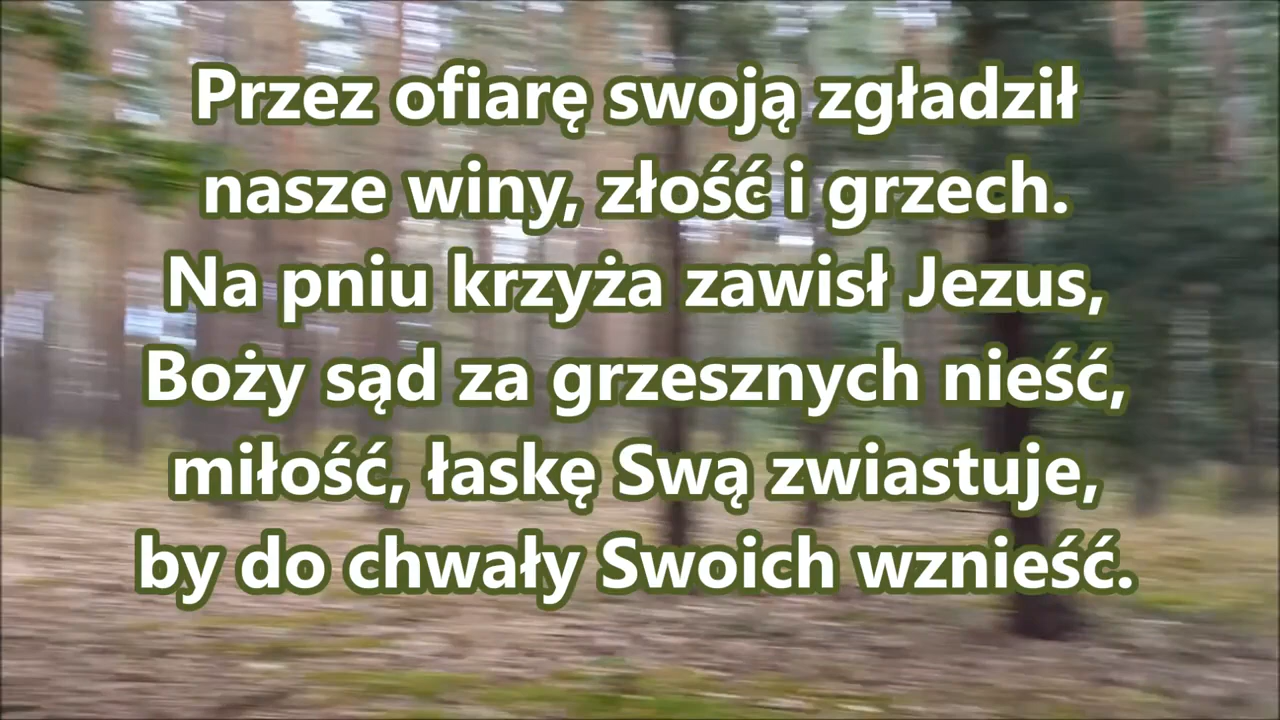 Przez ofiarę swoją zgładził
nasze winy, złość i grzech.
Na pniu krzyża zawisł Jezus,
Boży sąd za grzesznych nieść,
miłość, łaskę Swą zwiastuje,
by do chwały Swoich wznieść.